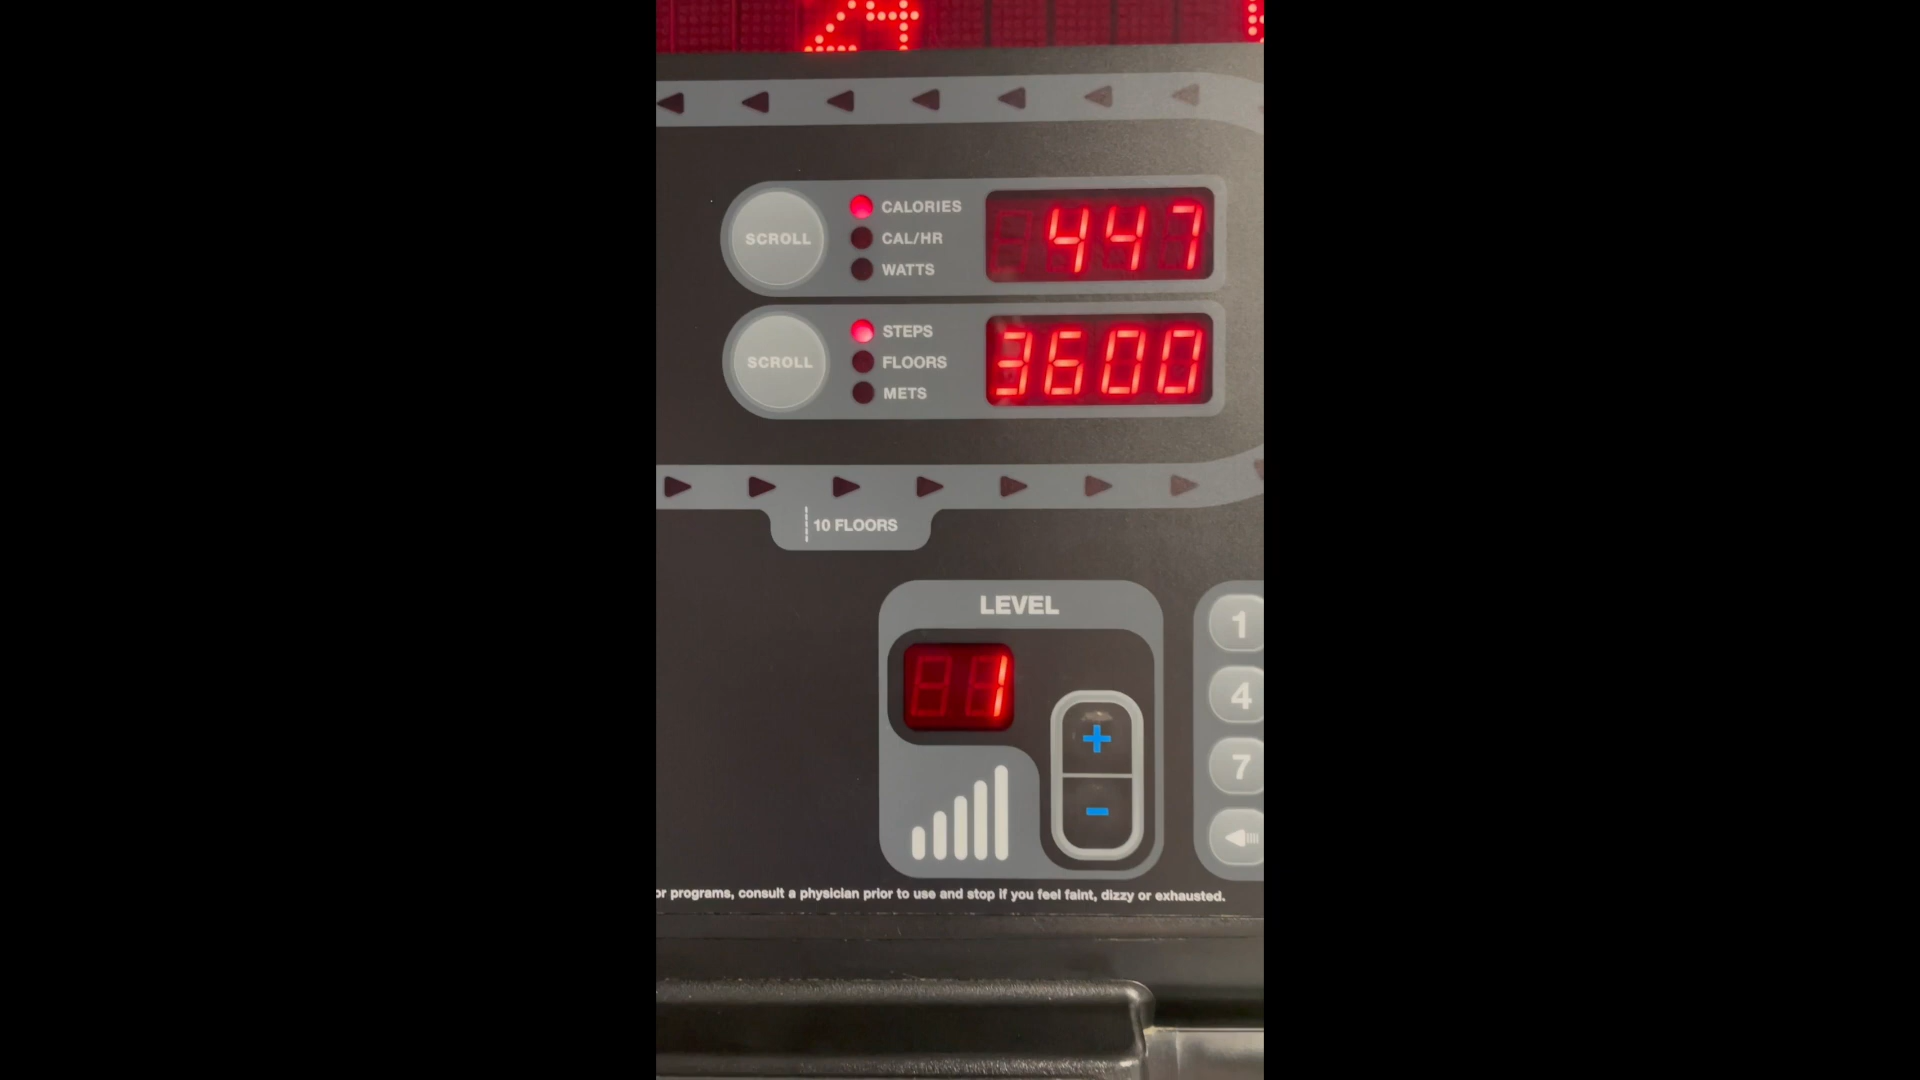 SCROLL
CALORIES
CAL/HR
WATTS
447
SCROLL
STEPS
FLOORS
METS
3600
10 FLOORS
LEVEL
1
+
-
1
4
7
programs, consult a physician prior to use and stop if you feel faint, dizzy or exhausted.